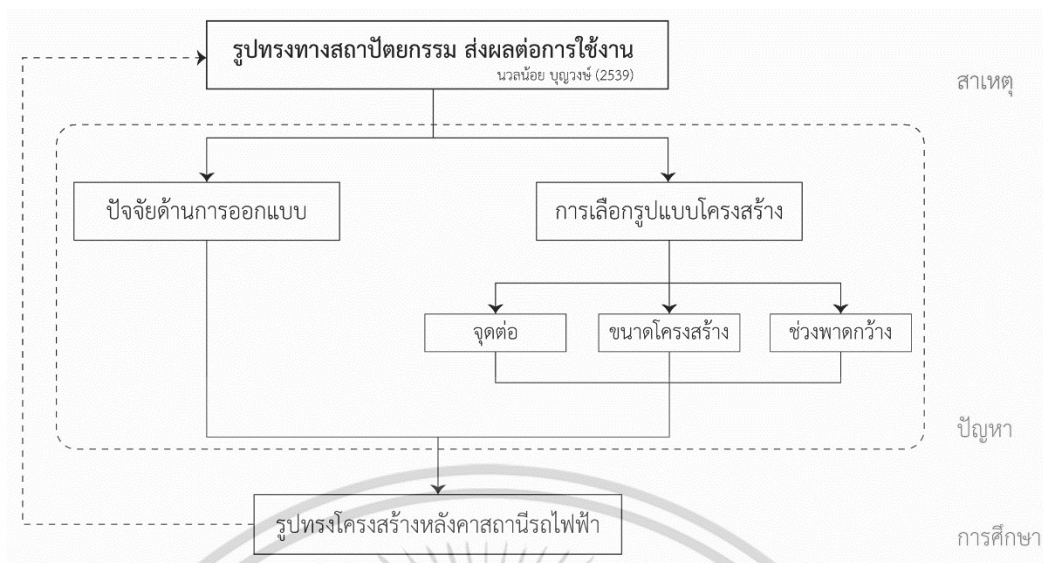 รูปทรงทางสถาปัตยกรรม ส่งผลต่อการใช้งาน
นวลน้อย บุญวงษ์ (2539)
สาเหตุ
ปัจจัยด้านการออกแบบ
การเลือกรูปแบบโครงสร้าง
จุดต่อ
ขนาดโครงสร้าง
ช่วงพาดกว้าง
ปัญหา
รูปทรงโครงสร้างหลังคาสถานีรถไฟฟ้า
การศึกษา